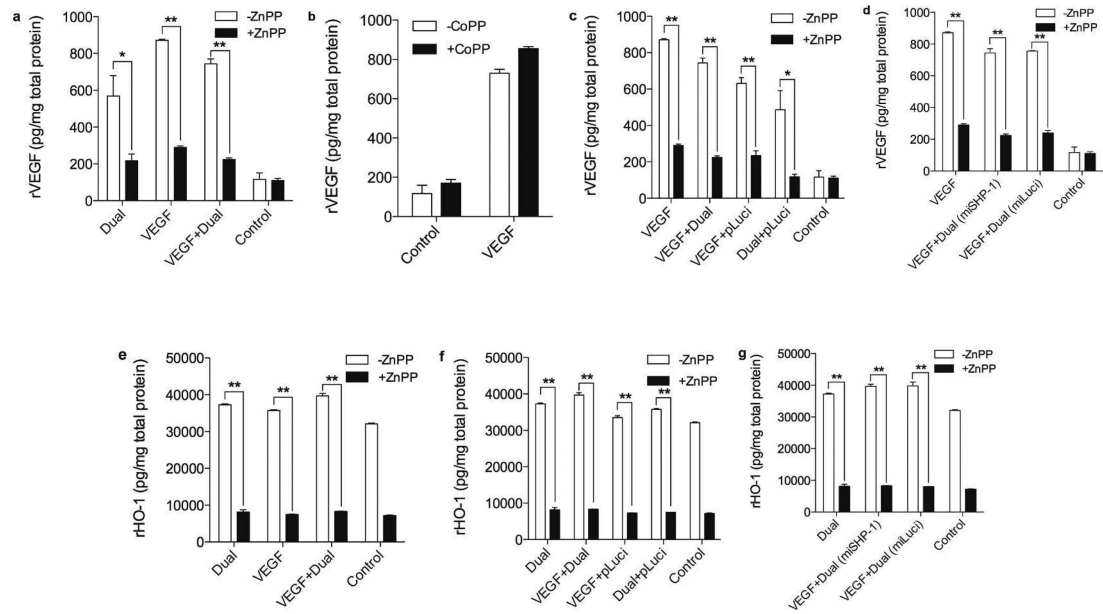 a
rVEGF (pg/mg total protein)
1000
800
600
400
200
0
*
**
**
-ZnPP
+ZnPP
Dual
VEGF
VEGF+Dual
Control
b
rVEGF (pg/mg total protein)
1000
800
600
400
200
0
-CoPP
+CoPP
Control
VEGF
c
rVEGF (pg/mg total protein)
1000
800
600
400
200
0
**
**
**
*
-ZnPP
+ZnPP
VEGF
VEGF+Dual
VEGF+pLuci
Dual+pLuci
Control
d
rVEGF (pg/mg total protein)
1000
800
600
400
200
0
**
**
**
-ZnPP
+ZnPP
VEGF
VEGF+Dual (miSHP-1)
VEGF+Dual (miLuci)
Control
e
rHO-1 (pg/mg total protein)
50000
40000
30000
20000
10000
0
**
**
**
-ZnPP
+ZnPP
Dual
VEGF
VEGF+Dual
Control
f
rHO-1 (pg/mg total protein)
50000
40000
30000
20000
10000
0
**
**
**
**
-ZnPP
+ZnPP
Dual
VEGF+Dual
VEGF+pLuci
Dual+pLuci
Control
g
rHO-1 (pg/mg total protein)
50000
40000
30000
20000
10000
0
**
**
**
-ZnPP
+ZnPP
Dual
VEGF+Dual (miSHP-1)
VEGF+Dual (miLuci)
Control